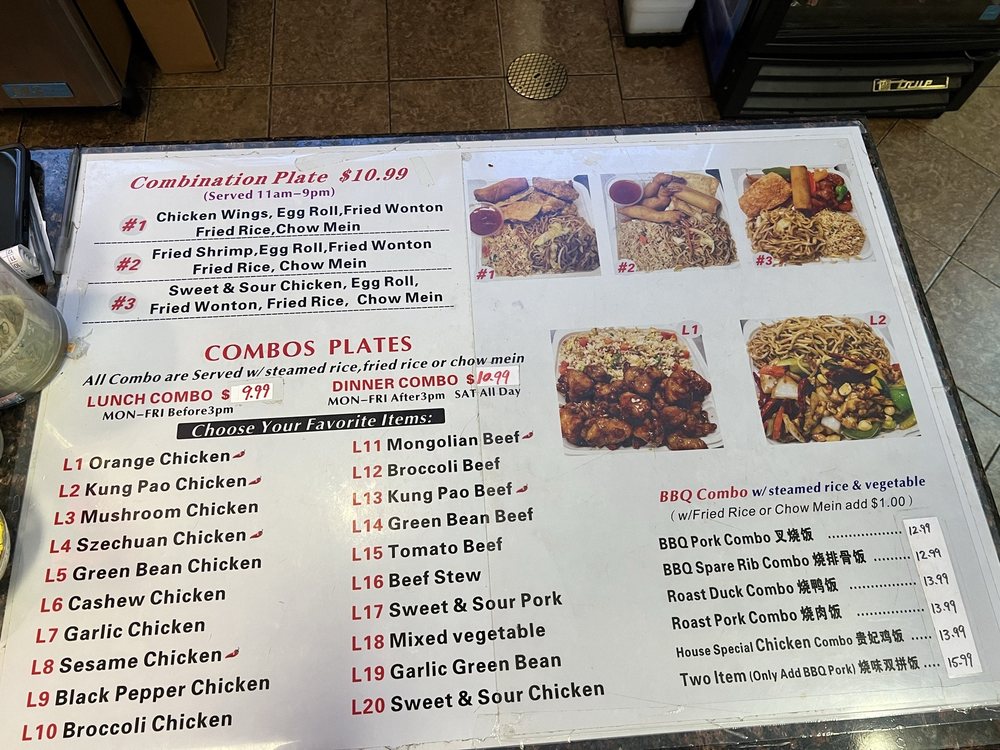 Combination Plate $10.99
(Served 11am-9pm)
#1 Chicken Wings, Egg Roll,Fried Wonton
Fried Rice,Chow Mein
#2 Fried Shrimp,Egg Roll,Fried Wonton
Fried Rice, Chow Mein
#3 Sweet & Sour Chicken, Egg Roll,
Fried Wonton, Fried Rice, Chow Mein
#1
#2
#3
COMBOS PLATES
All Combo are Served w/steamed rice,fried rice or chow mein
LUNCH COMBO $ 9.99
MON-FRI Before3pm
DINNER COMBO $10.99
MON-FRI After3pm SAT All Day
Choose Your Favorite Items:
L1 Orange Chicken
L2 Kung Pao Chicken
L3 Mushroom Chicken
L4 Szechuan Chicken
L5 Green Bean Chicken
L6 Cashew Chicken
L7 Garlic Chicken
L8 Sesame Chicken
L9 Black Pepper Chicken
L10 Broccoli Chicken
L11 Mongolian Beef
L12 Broccoli Beef
L13 Kung Pao Beef
L14 Green Bean Beef
L15 Tomato Beef
L16 Beef Stew
L17 Sweet & Sour Pork
L18 Mixed vegetable
L19 Garlic Green Bean
L20 Sweet & Sour Chicken
L1
L2
BBQ Combo w/steamed rice & vegetable
(w/Fried Rice or Chow Mein add $1.00)
BBQ Pork Combo 叉烧饭 .................. 12.99
BBQ Spare Rib Combo 烧排骨饭 ......... 12.99
Roast Duck Combo 烧鸭饭 ................ 13.99
Roast Pork Combo 烧肉饭 ................ 13.99
House Special Chicken Combo 贵妃鸡饭 ..... 13.99
Two Item (Only Add BBQ Pork) 烧味双拼饭 .... 15.99